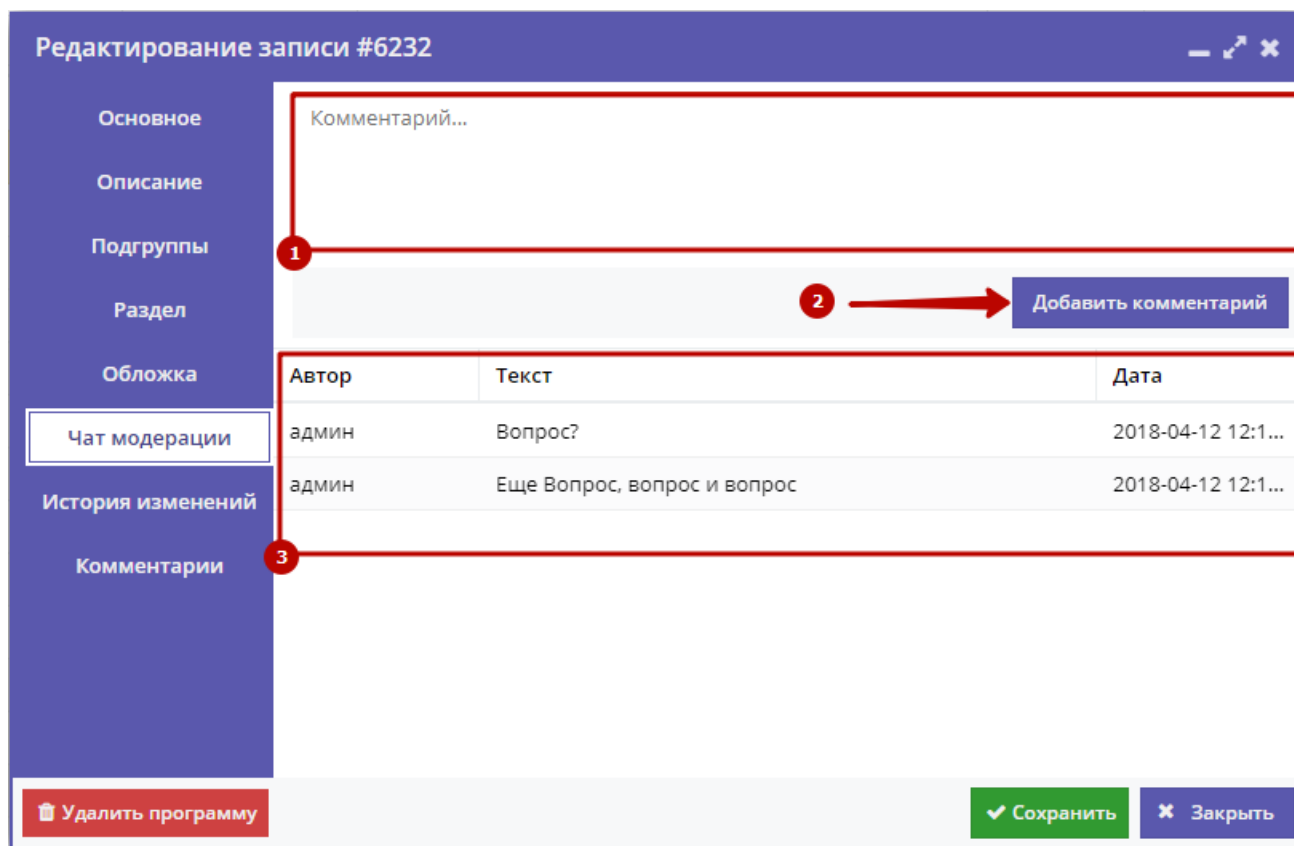 Редактирование записи #6232
Основное
Описание
Подгруппы
Раздел
Обложка
Чат модерации
История изменений
Комментарии
Комментарий...
1
2
Добавить комментарий
Автор Текст Дата
админ Вопрос? 2018-04-12 12:1...
админ Еще Вопрос, вопрос и вопрос 2018-04-12 12:1...
3
Удалить программу
Сохранить
Закрыть